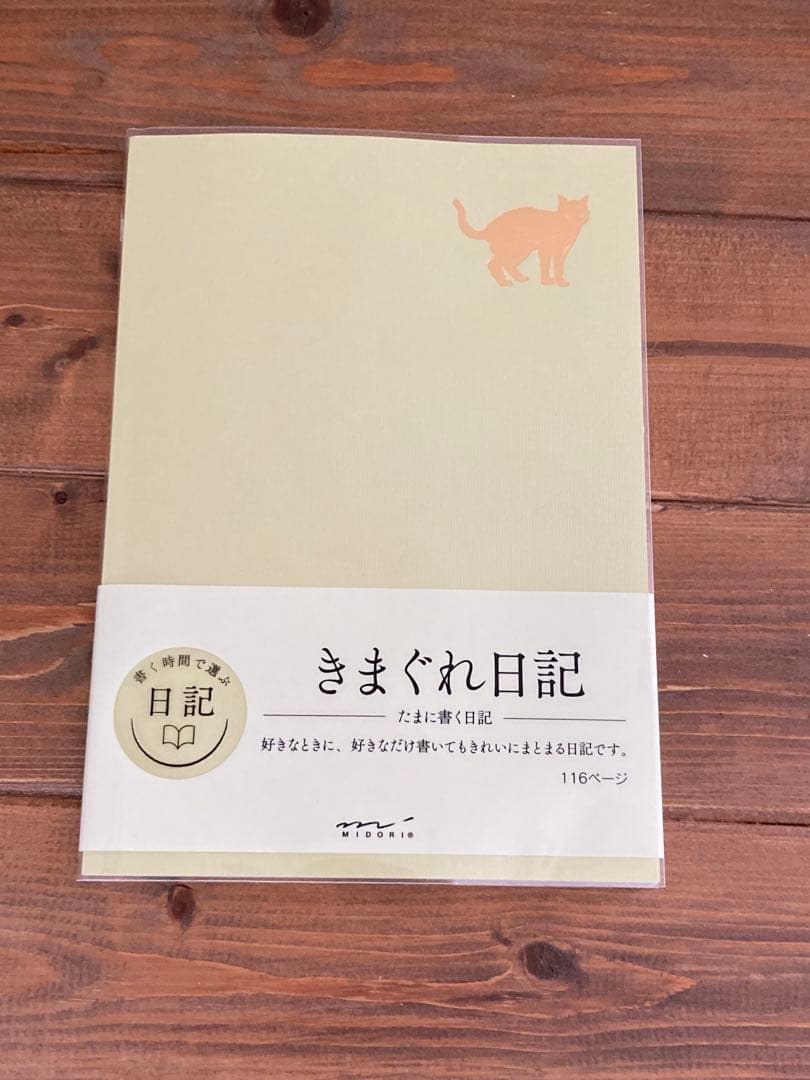 書く時間で選ぶ
日記
きまぐれ日記
たまに書く日記
好きなときに、好きなだけ書いてもきれいにまとまる日記です。
116ページ
MIDORI®